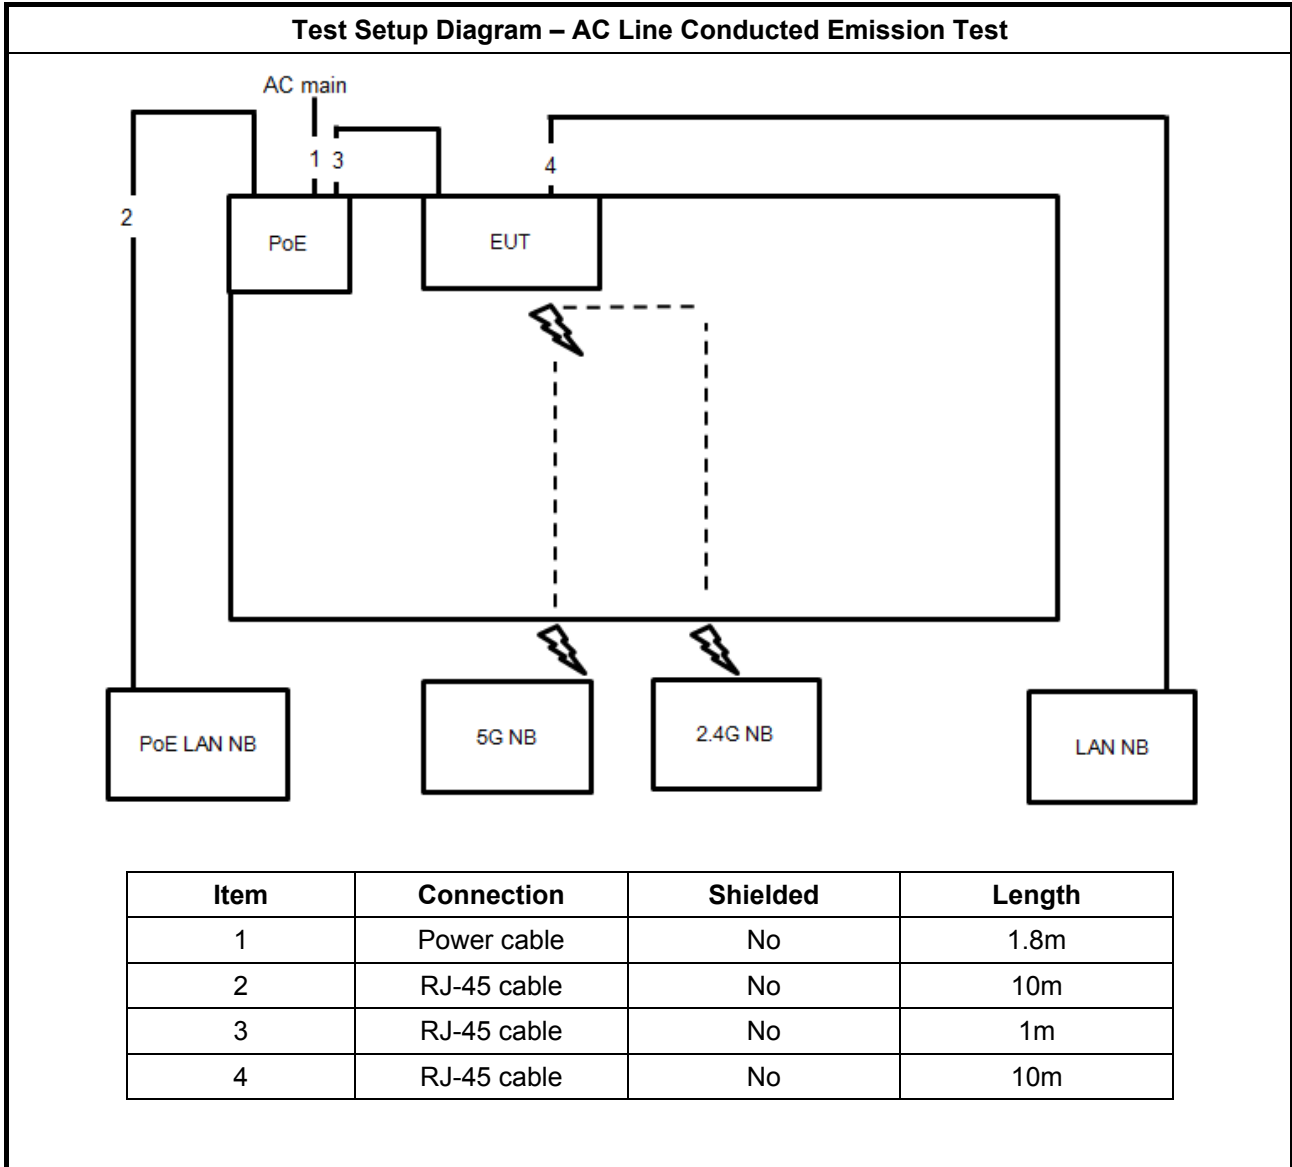 Test Setup Diagram – AC Line Conducted Emission Test
AC main
1 3
4
2
PoE
EUT
PoE LAN NB
5G NB
2.4G NB
LAN NB
Item Connection Shielded Length
1 Power cable No 1.8m
2 RJ-45 cable No 10m
3 RJ-45 cable No 1m
4 RJ-45 cable No 10m